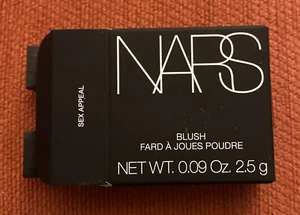 NARS
SEX APPEAL
BLUSH
FARD À JOUES POUDRE
NET WT. 0.09 Oz. 2.5 g